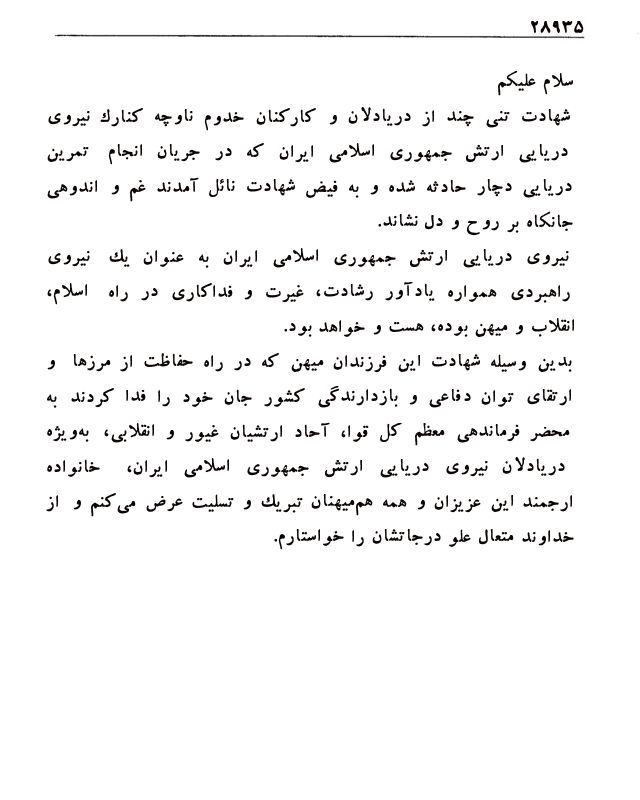 ۲۸۹۳۵
سلام علیکم
شهادت تنی چند از دریادلان و کارکنان خدوم ناوچه کنارك نیروی
دریایی ارتش جمهوری اسلامی ایران که در جریان انجام تمرین
دریایی دچار حادثه شده و به فیض شهادت نائل آمدند غم و اندوهی
جانکاه بر روح و دل نشاند.
نیروی دریایی ارتش جمهوری اسلامی ایران به عنوان یك نیروی
راهبردی همواره یادآور رشادت، غیرت و فداکاری در راه اسلام،
انقلاب و میهن بوده، هست و خواهد بود.
بدین وسیله شهادت این فرزندان میهن که در راه حفاظت از مرزها و
ارتقای توان دفاعی و بازدارندگی کشور جان خود را فدا کردند به
محضر فرماندهی معظم کل قوا، آحاد ارتشیان غیور و انقلابی، به‌ویژه
دریادلان نیروی دریایی ارتش جمهوری اسلامی ایران، خانواده
ارجمند این عزیزان و همه هم‌میهنان تبریك و تسلیت عرض می‌کنم و از
خداوند متعال علو درجاتشان را خواستارم.